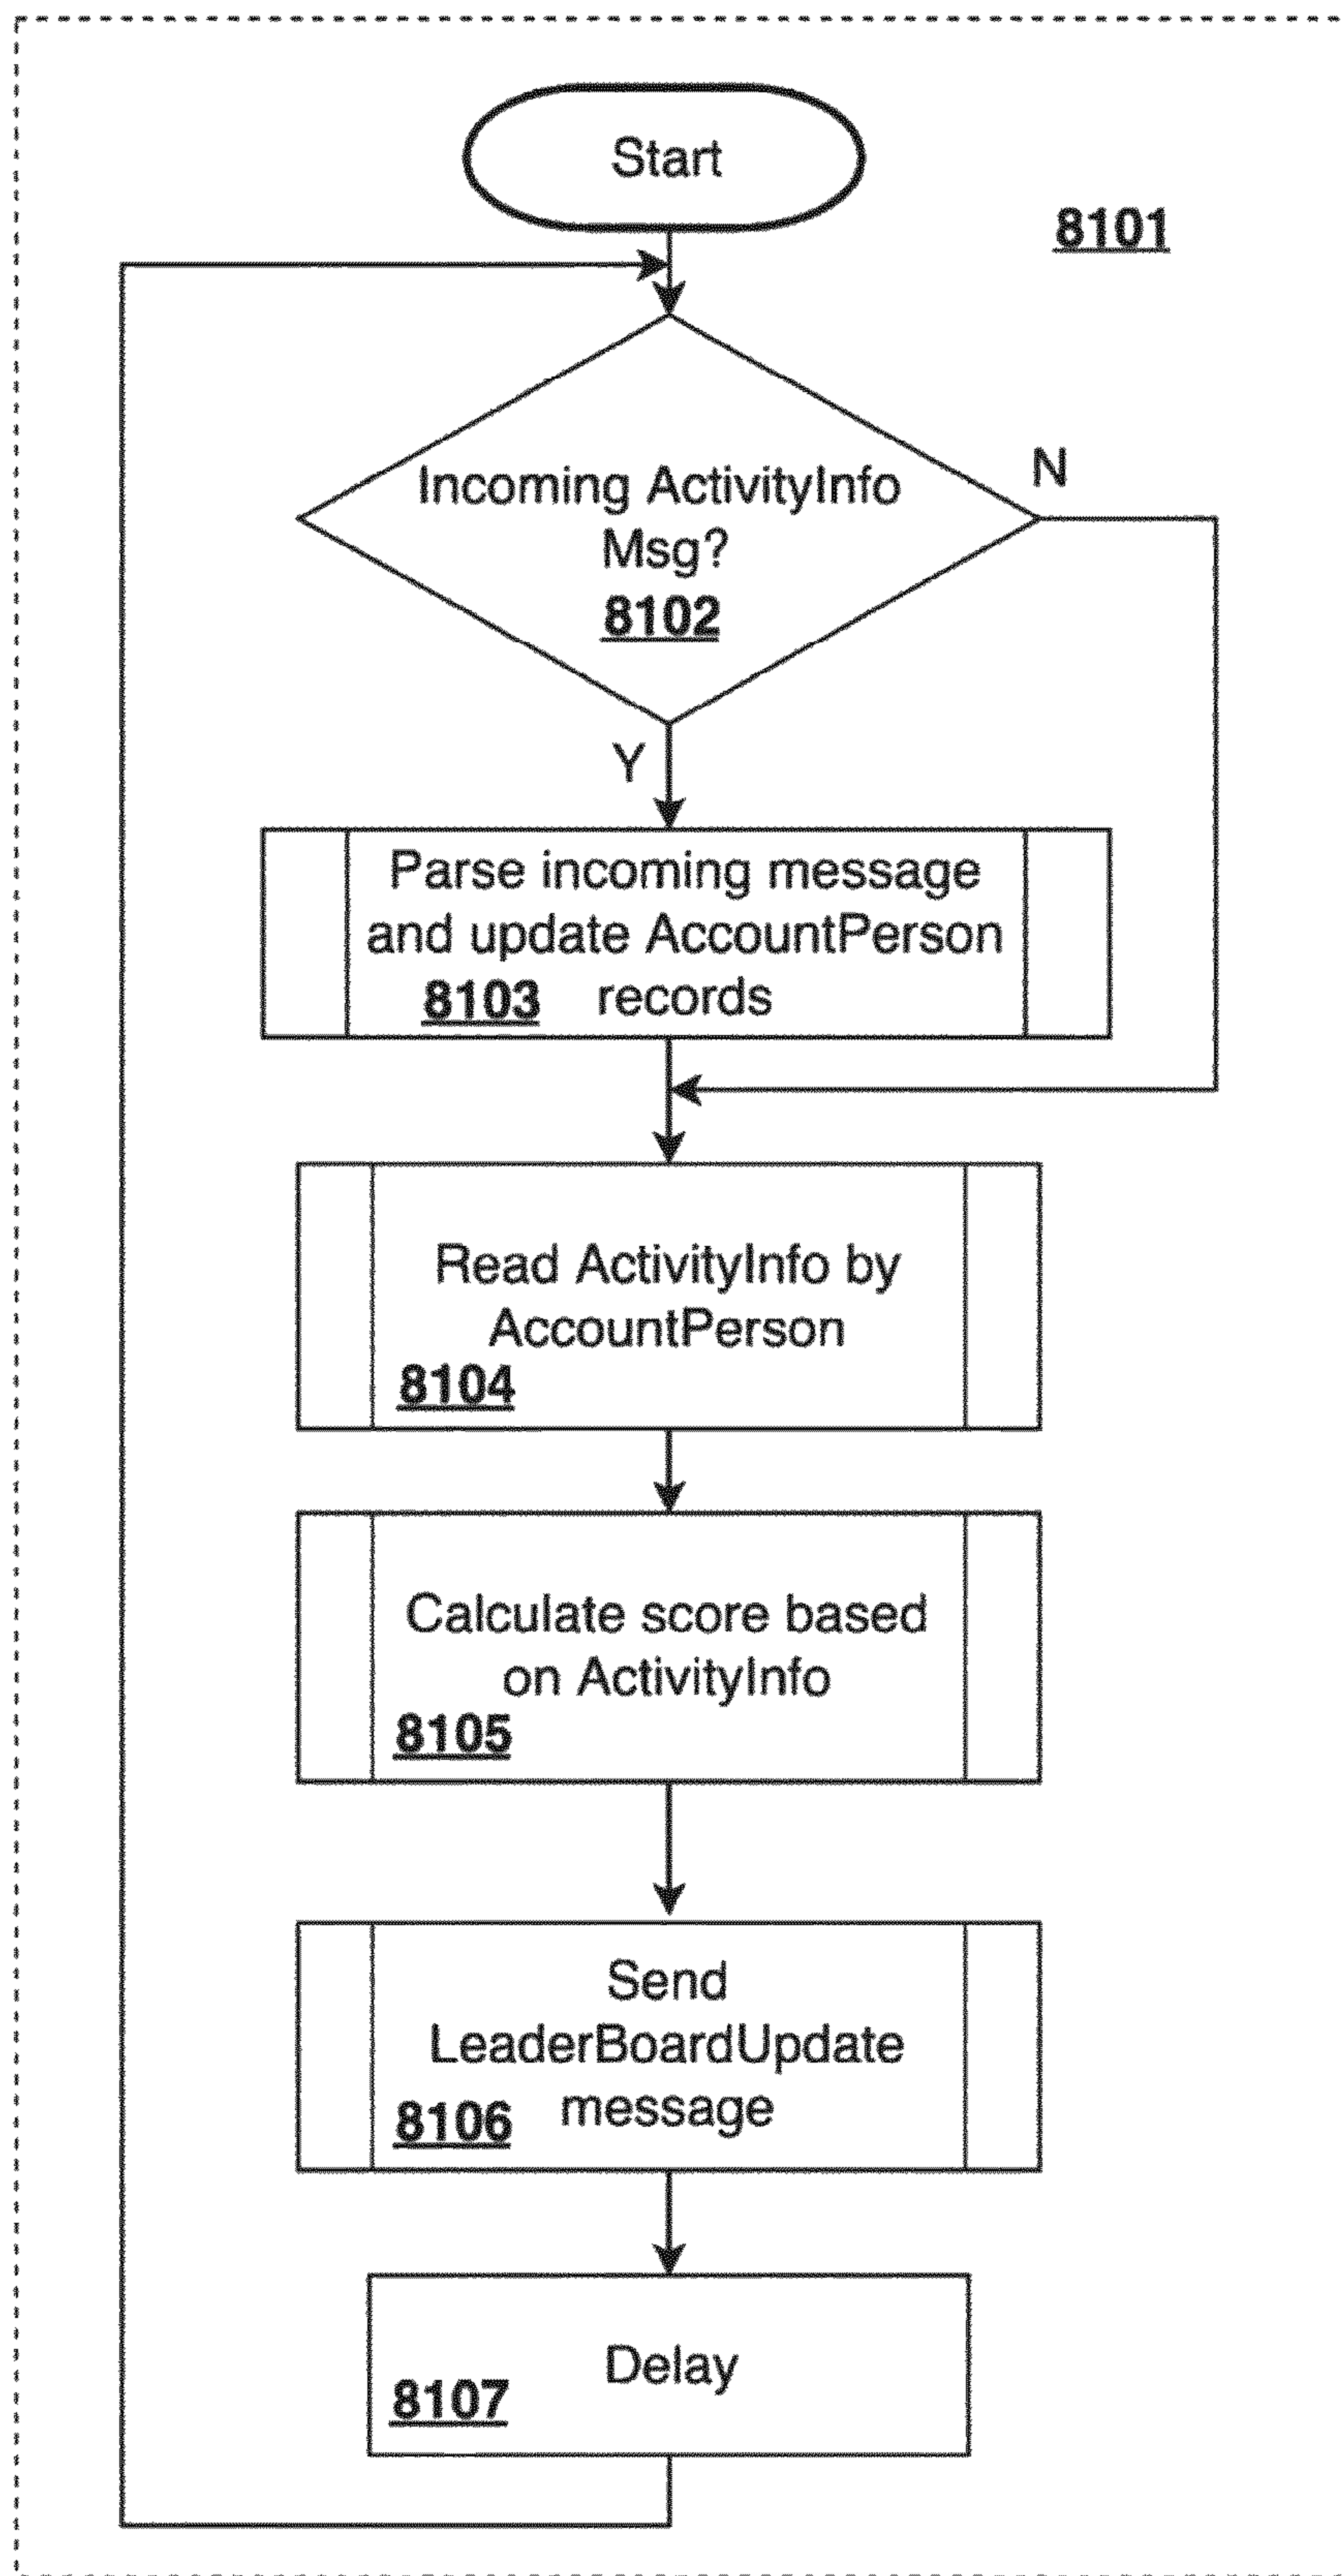 Start
8101
Incoming ActivityInfo
N
Msg?
8102
Y
Parse incoming message
and update AccountPerson
8103 records
Read ActivityInfo by
AccountPerson
8104
Calculate score based
on ActivityInfo
8105
Send
LeaderBoardUpdate
8106 message
Delay
8107